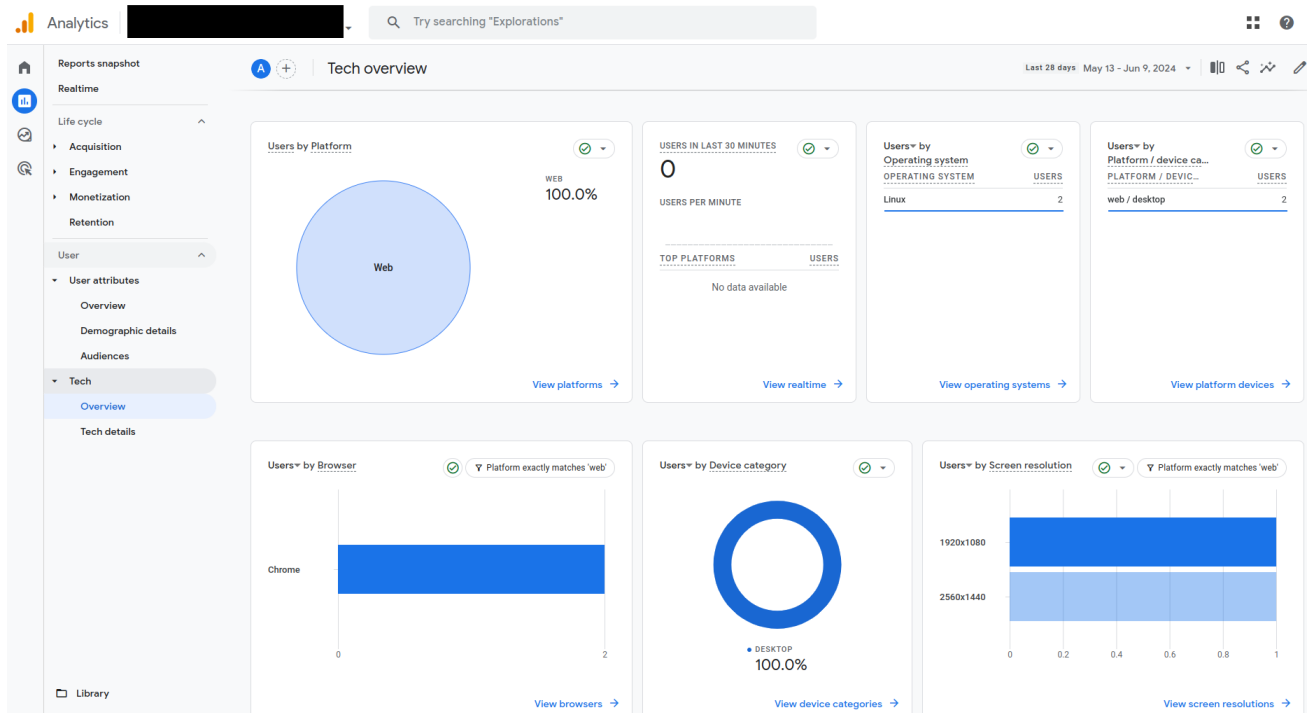 Analytics
Try searching "Explorations"
Reports snapshot
Realtime
Life cycle
Acquisition
Engagement
Monetization
Retention
User
User attributes
Overview
Demographic details
Audiences
Tech
Overview
Tech details
Library
A
Tech overview
Last 28 days May 13 - Jun 9, 2024
Users by Platform
WEB
100.0%
Web
View platforms
USERS IN LAST 30 MINUTES
0
USERS PER MINUTE
TOP PLATFORMS USERS
No data available
View realtime
Users by
Operating system
OPERATING SYSTEM USERS
Linux 2
View operating systems
Users by
Platform / device ca...
PLATFORM / DEVIC... USERS
web / desktop 2
View platform devices
Users by Browser
Platform exactly matches 'web'
Chrome
0 2
View browsers
Users by Device category
DESKTOP
100.0%
View device categories
Users by Screen resolution
Platform exactly matches 'web'
1920x1080
2560x1440
0 0.2 0.4 0.6 0.8 1
View screen resolutions